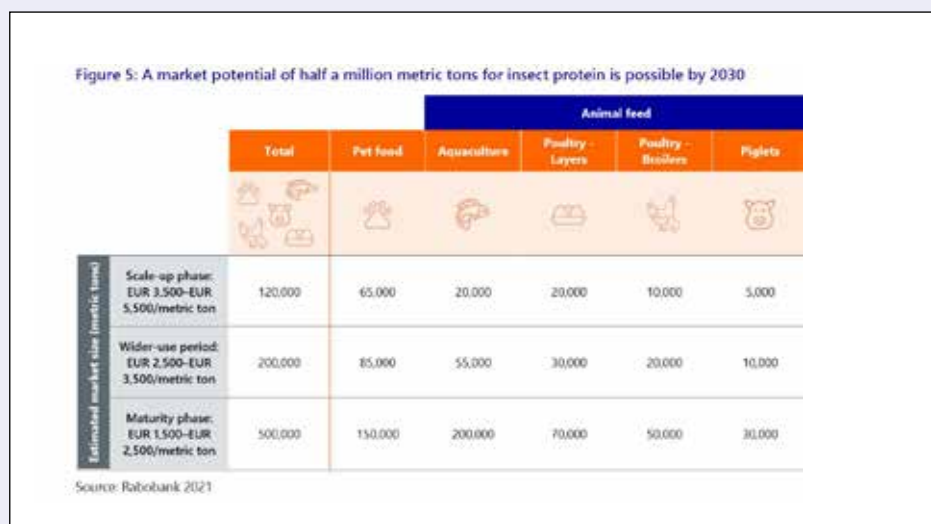 Figure 5: A market potential of half a million metric tons for insect protein is possible by 2030
Animal feed
Total Pet food Aquaculture Poultry - Layers Poultry - Broilers Piglets
Estimated market size (metric tons)
Scale-up phase:
EUR 3,500–EUR
5,500/metric ton
120,000 65,000 20,000 20,000 10,000 5,000
Wider-use period:
EUR 2,500–EUR
3,500/metric ton
200,000 85,000 55,000 30,000 20,000 10,000
Maturity phase:
EUR 1,500–EUR
2,500/metric ton
500,000 150,000 200,000 70,000 50,000 30,000
Source: Rabobank 2021